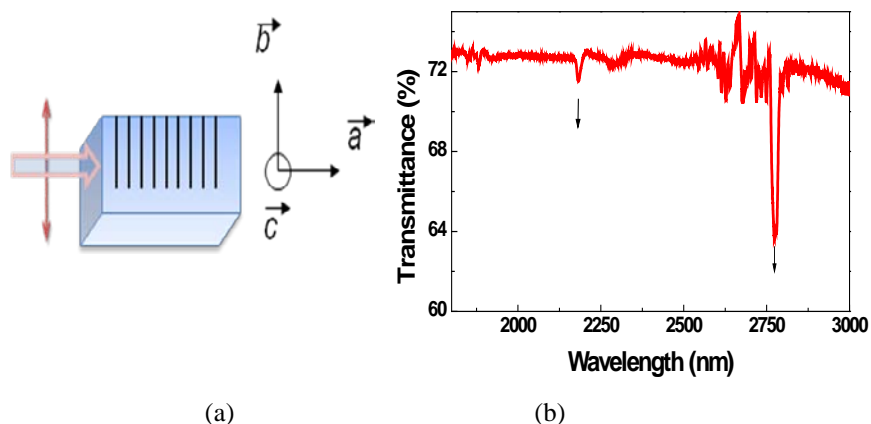 b
a
c
72
68
64
60
Transmittance (%)
2000 2250 2500 2750 3000
Wavelength (nm)
(a) (b)